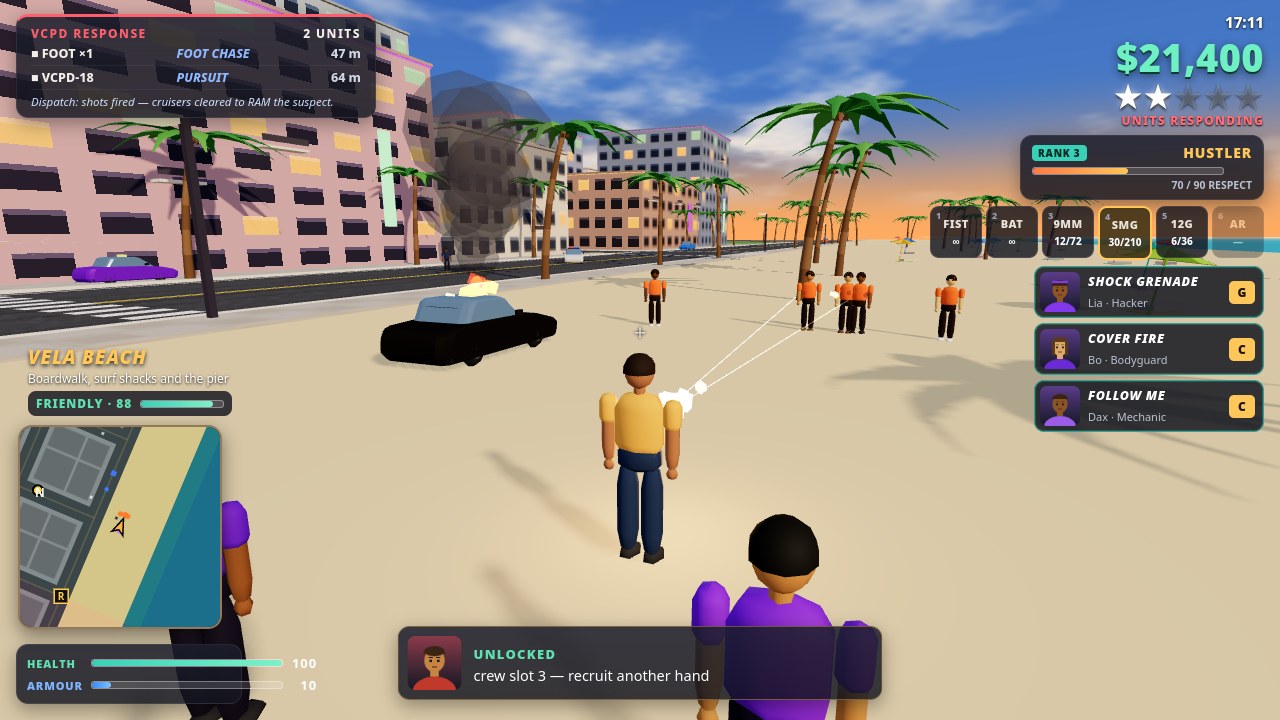 VCPD RESPONSE 2 UNITS
■ FOOT ×1 FOOT CHASE 47 m
■ VCPD-18 PURSUIT 64 m
Dispatch: shots fired — cruisers cleared to RAM the suspect.
17:11
$21,400
UNITS RESPONDING
RANK 3 HUSTLER
70 / 90 RESPECT
1 FIST ∞
2 BAT ∞
3 9MM 12/72
4 SMG 30/210
5 12G 6/36
6 AR —
SHOCK GRENADE
Lia · Hacker
G
COVER FIRE
Bo · Bodyguard
C
FOLLOW ME
Dax · Mechanic
C
VELA BEACH
Boardwalk, surf shacks and the pier
FRIENDLY · 88
N
R
HEALTH 100
ARMOUR 10
UNLOCKED
crew slot 3 — recruit another hand